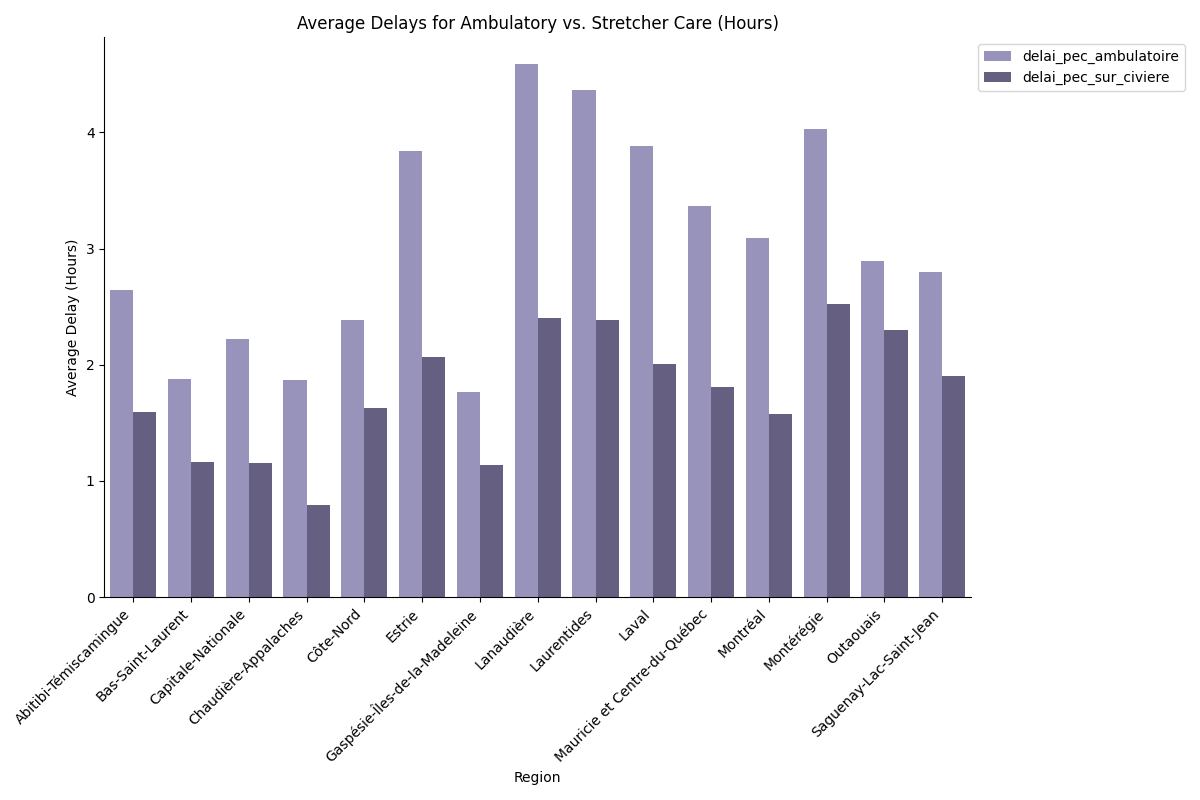 Average Delays for Ambulatory vs. Stretcher Care (Hours)
delai_pec_ambulatoire
delai_pec_sur_civiere
Average Delay (Hours)
4
3
2
1
0
Abitibi-Témiscamingue
Bas-Saint-Laurent
Capitale-Nationale
Chaudière-Appalaches
Côte-Nord
Estrie
Gaspésie-Îles-de-la-Madeleine
Lanaudière
Laurentides
Laval
Mauricie et Centre-du-Québec
Montréal
Montérégie
Outaouais
Saguenay-Lac-Saint-Jean
Region